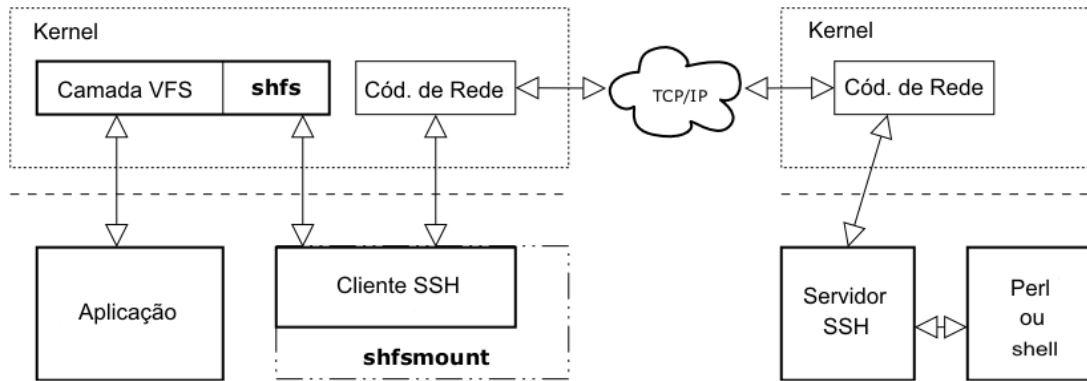 Kernel
Camada VFS
shfs
Cód. de Rede
TCP/IP
Kernel
Cód. de Rede
Aplicação
Cliente SSH
shfsmount
Servidor
SSH
Perl
ou
shell